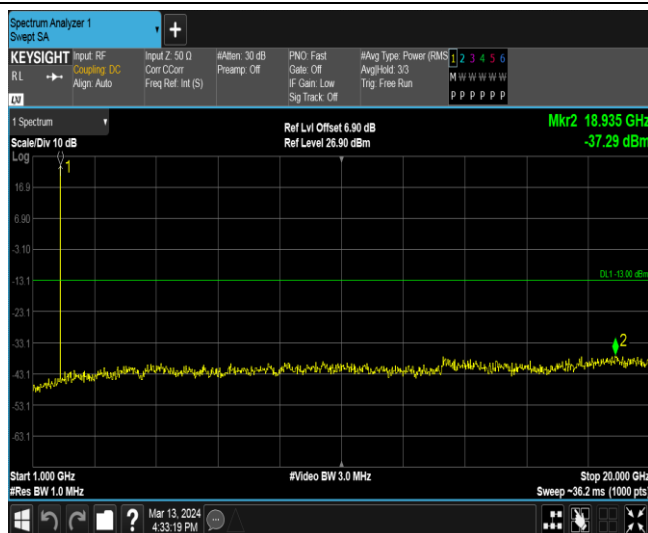 Spectrum Analyzer 1
Swept SA
+
KEYSIGHT
RL
LXI
Input: RF
Coupling: DC
Align: Auto
Input Z: 50 Ω
Corr CCorr
Freq Ref: Int (S)
#Atten: 30 dB
Preamp: Off
PNO: Fast
Gate: Off
IF Gain: Low
Sig Track: Off
#Avg Type: Power (RMS
Avg|Hold: 3/3
Trig: Free Run
1 2 3 4 5 6
M W W W W W
P P P P P P
1 Spectrum
Scale/Div 10 dB
Log
Ref Lvl Offset 6.90 dB
Ref Level 26.90 dBm
Mkr2 18.935 GHz
-37.29 dBm
1
16.9
6.90
-3.10
-13.1
DL1 -13.00 dBm
-23.1
-33.1
2
-43.1
-53.1
-63.1
Start 1.000 GHz
#Video BW 3.0 MHz
Stop 20.000 GHz
#Res BW 1.0 MHz
Sweep ~36.2 ms (1000 pts)
?
Mar 13, 2024
4:33:19 PM